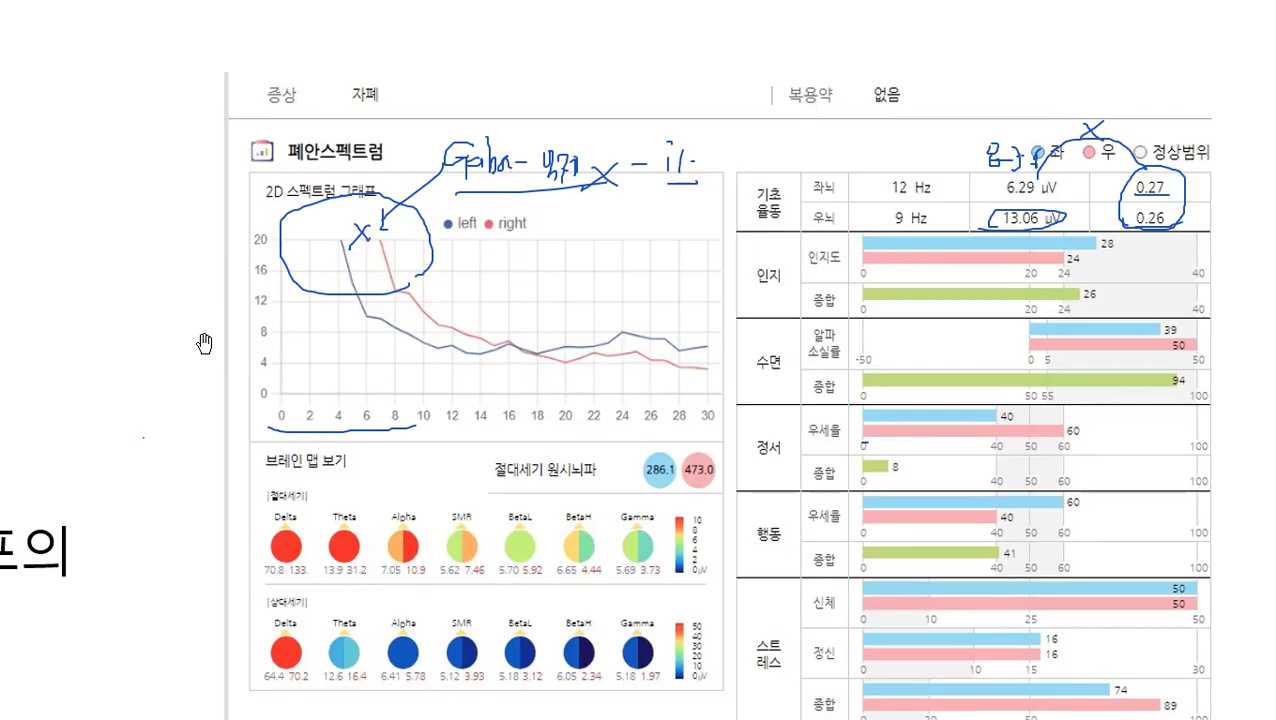 증상 자폐 복용약 없음
폐안스펙트럼 좌 우 정상범위
2D 스펙트럼 그래프
left right
20
16
12
8
4
0
0 2 4 6 8 10 12 14 16 18 20 22 24 26 28 30
브레인 맵 보기 절대세기 원시뇌파 286.1 473.0
|절대세기|
Delta Theta Alpha SMR BetaL BetaH Gamma
10
8
6
4
2
0 uV
70.8 133. 13.9 31.2 7.05 10.9 5.62 7.46 5.70 5.92 6.65 4.44 5.69 3.73
|상대세기|
Delta Theta Alpha SMR BetaL BetaH Gamma
50
40
30
20
10
0 uV
64.4 70.2 12.6 16.4 6.41 5.78 5.12 3.93 5.18 3.12 6.05 2.34 5.18 1.97
기초
율동
좌뇌 12 Hz 6.29 uV 0.27
우뇌 9 Hz 13.06 uV 0.26
인지
인지도 28
24
0 20 24 40
종합 26
0 20 24 40
수면
알파
소실률
39
50
-50 0 5 50
종합 94
0 50 55 100
정서
우세율 40
60
0 40 50 60 100
종합 8
0 40 50 60 100
행동
우세율 60
40
0 40 50 60 100
종합 41
0 40 50 60 100
스트
레스
신체 50
50
0 10 25 50
정신 16
16
0 10 15 30
종합 74
89
0 20 50 100
프의
X
X
X